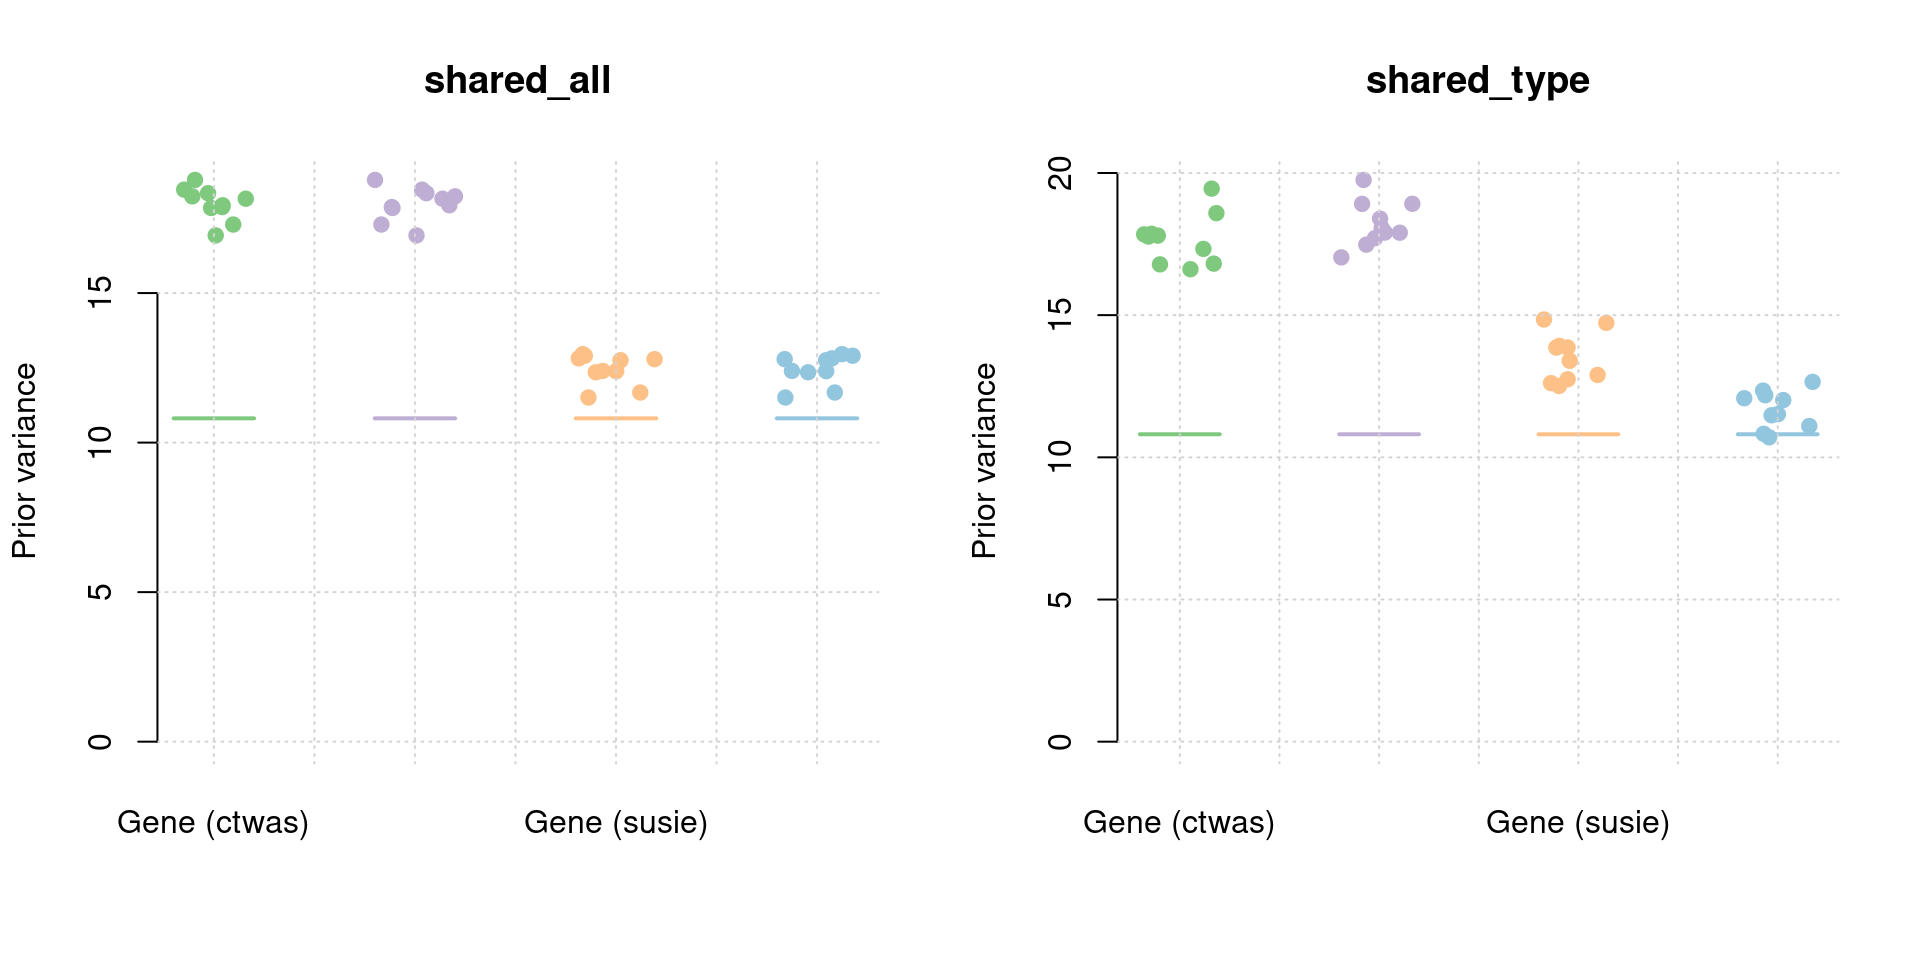 shared_all
Prior variance
15
10
5
0
Gene (ctwas)
Gene (susie)
shared_type
Prior variance
20
15
10
5
0
Gene (ctwas)
Gene (susie)